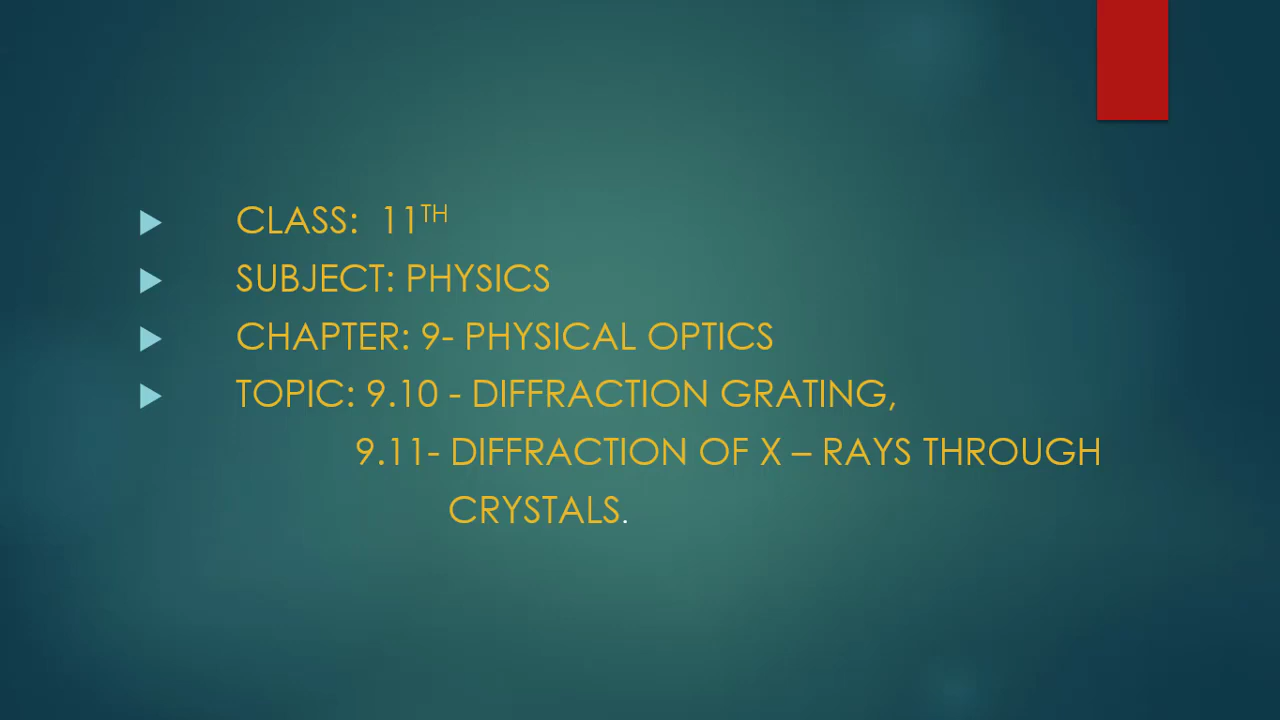 CLASS: 11TH
SUBJECT: PHYSICS
CHAPTER: 9- PHYSICAL OPTICS
TOPIC: 9.10 - DIFFRACTION GRATING,
9.11- DIFFRACTION OF X – RAYS THROUGH
CRYSTALS.